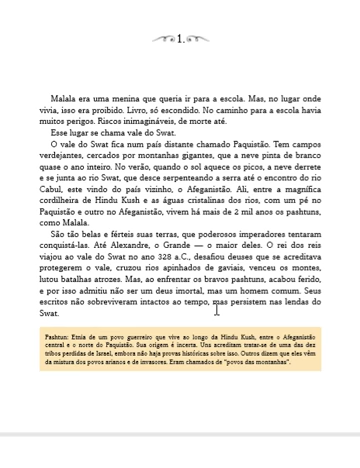 1.
Malala era uma menina que queria ir para a escola. Mas, no lugar onde
vivia, isso era proibido. Livro, só escondido. No caminho para a escola havia
muitos perigos. Riscos inimagináveis, de morte até.
Esse lugar se chama vale do Swat.
O vale do Swat fica num país distante chamado Paquistão. Tem campos
verdejantes, cercados por montanhas gigantes, que a neve pinta de branco
quase o ano inteiro. No verão, quando o sol aquece os picos, a neve derrete
e se junta ao rio Swat, que desce serpenteando a serra até o encontro do rio
Cabul, este vindo do país vizinho, o Afeganistão. Ali, entre a magnífica
cordilheira de Hindu Kush e as águas cristalinas dos rios, com um pé no
Paquistão e outro no Afeganistão, vivem há mais de 2 mil anos os pashtuns,
como Malala.
São tão belas e férteis suas terras, que poderosos imperadores tentaram
conquistá-las. Até Alexandre, o Grande — o maior deles. O rei dos reis
viajou ao vale do Swat no ano 328 a.C., desafiou deuses que se acreditava
protegerem o vale, cruzou rios apinhados de gaviais, venceu os montes,
lutou batalhas atrozes. Mas, ao enfrentar os bravos pashtuns, acabou ferido,
e por isso admitiu não ser um deus imortal, mas um homem comum. Seus
escritos não sobreviveram intactos ao tempo, mas persistem nas lendas do
Swat.
Pashtun: Etnia de um povo guerreiro que vive ao longo da Hindu Kush, entre o Afeganistão
central e o norte do Paquistão. Sua origem é incerta. Uns acreditam tratar-se de uma das dez
tribos perdidas de Israel, embora não haja provas históricas sobre isso. Outros dizem que eles vêm
da mistura dos povos arianos e de invasores. Eram chamados de "povos das montanhas".